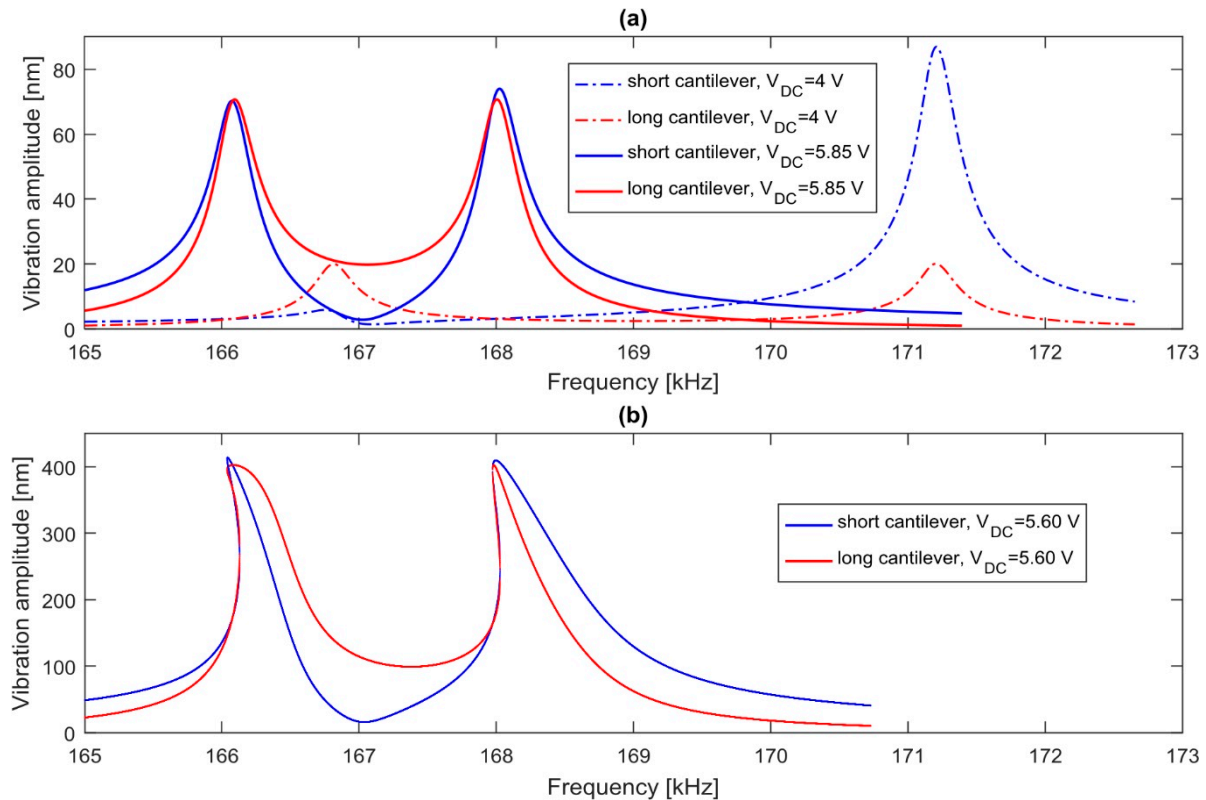 (a)
80
60
40
20
0
Vibration amplitude [nm]
short cantilever, V_DC=4 V
long cantilever, V_DC=4 V
short cantilever, V_DC=5.85 V
long cantilever, V_DC=5.85 V
165 166 167 168 169 170 171 172 173
Frequency [kHz]
(b)
400
300
200
100
0
Vibration amplitude [nm]
short cantilever, V_DC=5.60 V
long cantilever, V_DC=5.60 V
165 166 167 168 169 170 171 172 173
Frequency [kHz]